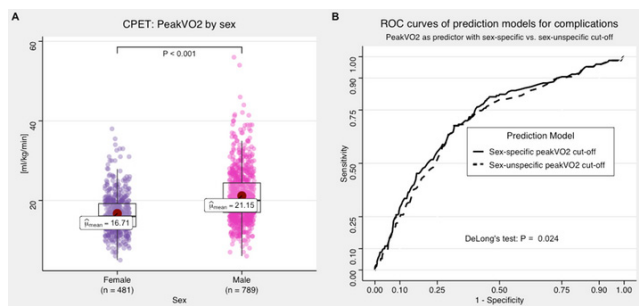 A
CPET: PeakVO2 by sex
P < 0.001
[ml/kg/min]
60
40
20
μ̂mean = 16.71
μ̂mean = 21.15
Female
(n = 481)
Male
(n = 789)
Sex
B
ROC curves of prediction models for complications
PeakVO2 as predictor with sex-specific vs. sex-unspecific cut-off
Sensitivity
1.00
0.90
0.75
0.50
0.25
0.10
0.00
Prediction Model
Sex-specific peakVO2 cut-off
Sex-unspecific peakVO2 cut-off
DeLong's test: P = 0.024
0.00 0.10 0.25 0.50 0.75 0.90 1.00
1 - Specificity